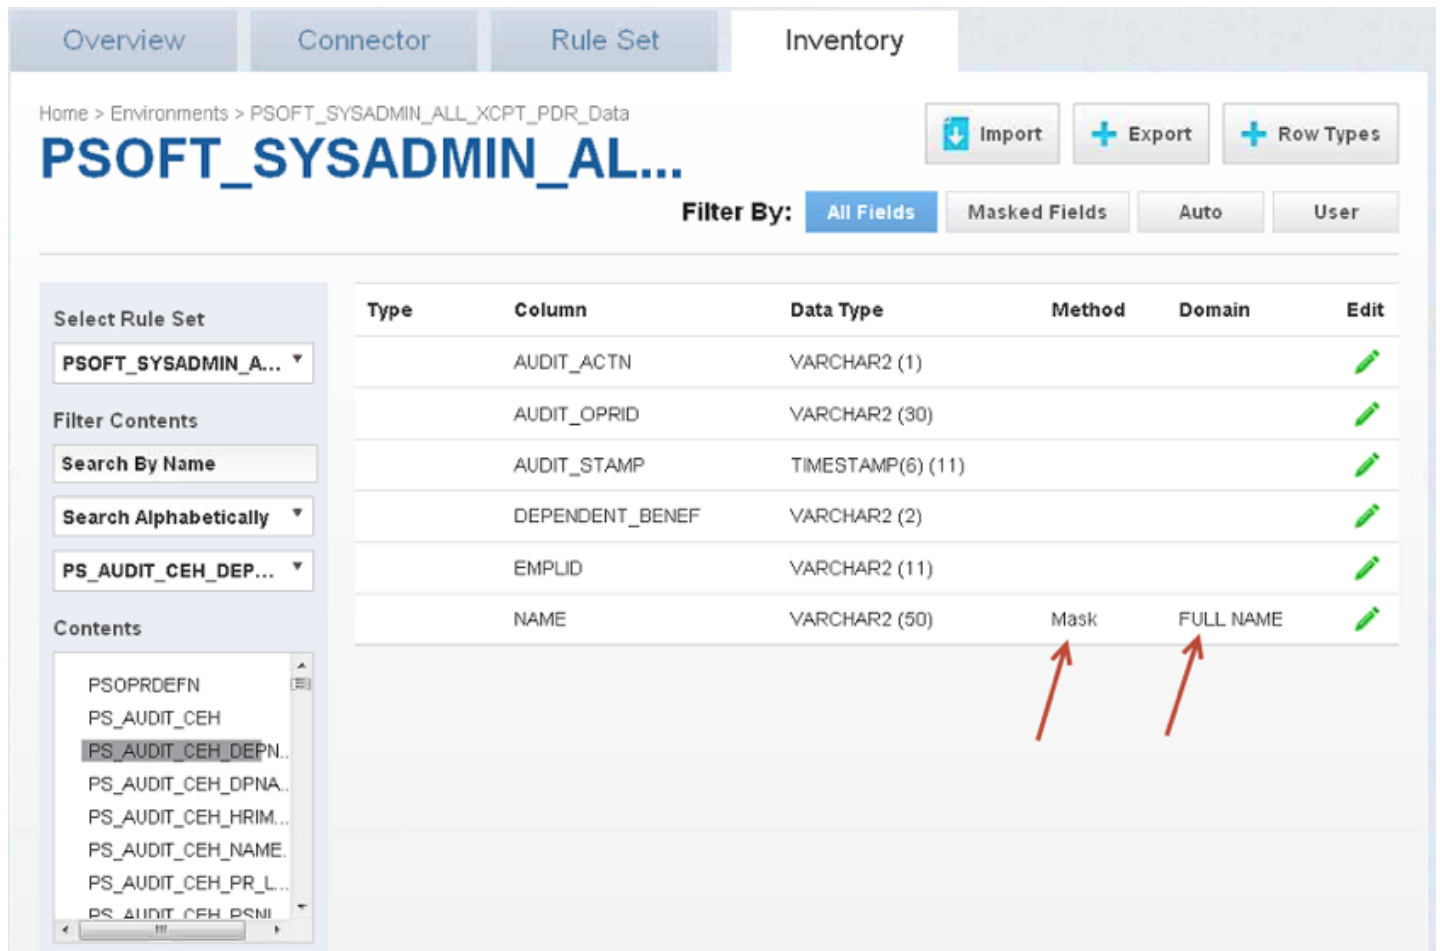 Overview Connector Rule Set Inventory
Home > Environments > PSOFT_SYSADMIN_ALL_XCPT_PDR_Data
PSOFT_SYSADMIN_AL...
Import Export Row Types
Filter By: All Fields Masked Fields Auto User
Select Rule Set
PSOFT_SYSADMIN_A...
Filter Contents
Search By Name
Search Alphabetically
PS_AUDIT_CEH_DEP...
Contents
PSOPRDEFN
PS_AUDIT_CEH
PS_AUDIT_CEH_DEPN..
PS_AUDIT_CEH_DPNA..
PS_AUDIT_CEH_HRIM...
PS_AUDIT_CEH_NAME.
PS_AUDIT_CEH_PR_L...
PS_AUDIT_CEH_PSNL
Type Column Data Type Method Domain Edit
AUDIT_ACTN VARCHAR2 (1)
AUDIT_OPRID VARCHAR2 (30)
AUDIT_STAMP TIMESTAMP(6) (11)
DEPENDENT_BENEF VARCHAR2 (2)
EMPLID VARCHAR2 (11)
NAME VARCHAR2 (50) Mask FULL NAME